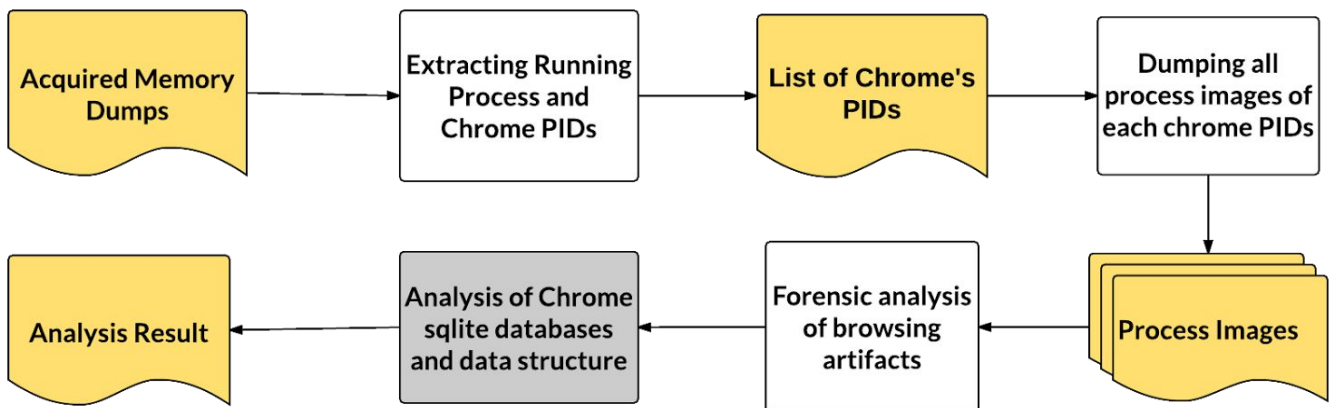 Acquired Memory
Dumps
Extracting Running
Process and
Chrome PIDs
List of Chrome's
PIDs
Dumping all
process images of
each chrome PIDs
Process Images
Forensic analysis
of browsing
artifacts
Analysis of Chrome
sqlite databases
and data structure
Analysis Result